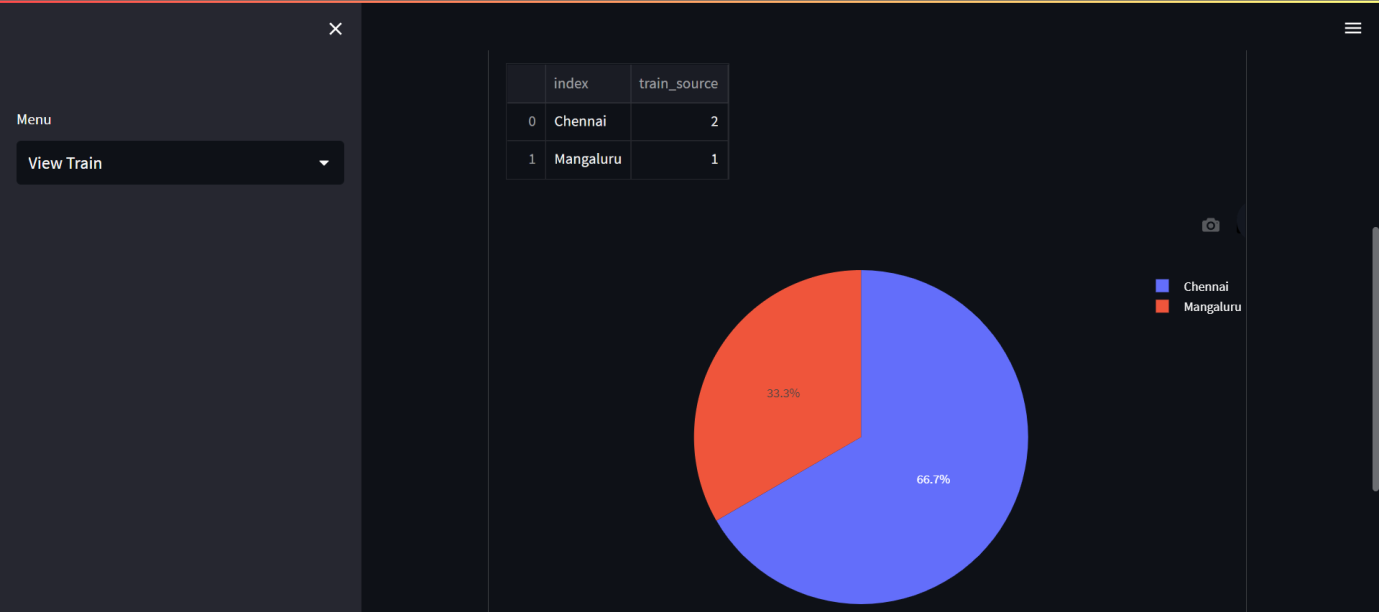 Menu
View Train
index train_source
0 Chennai 2
1 Mangaluru 1
Chennai
Mangaluru
33.3%
66.7%